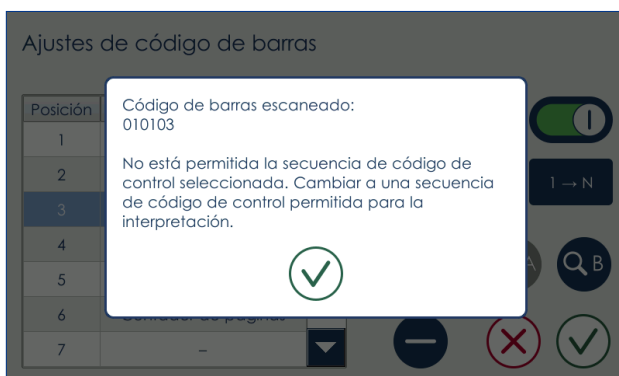 Ajustes de código de barras
Posición
Código de barras escaneado:
010103
No está permitida la secuencia de código de
control seleccionada. Cambiar a una secuencia
de código de control permitida para la
interpretación.
1
2
3
4
5
6
7
–
1 → N
A
B